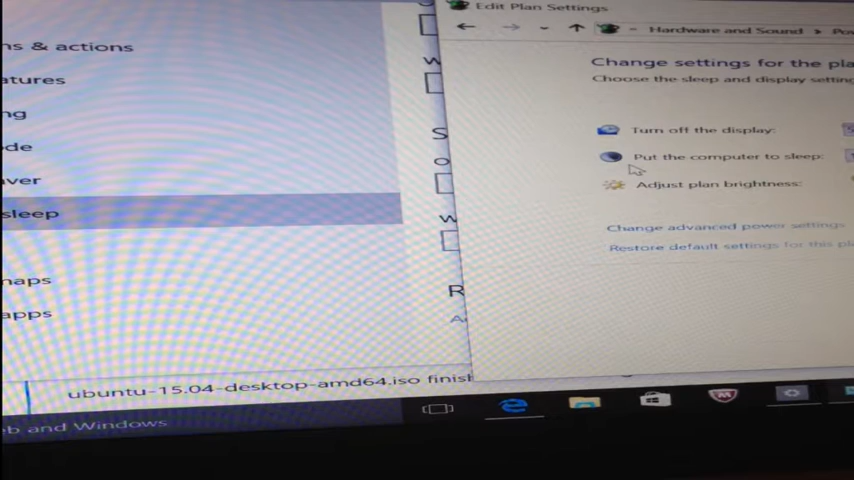 Edit Plan Settings
Hardware and Sound
ns & actions
Change settings for the pla
atures
Choose the sleep and display setting
ng
Turn off the display:
ode
Put the computer to sleep:
aver
Adjust plan brightness:
sleep
Change advanced power settings
Restore default settings for this pla
naps
apps
ubuntu-15.04-desktop-amd64.iso finish
eb and Windows